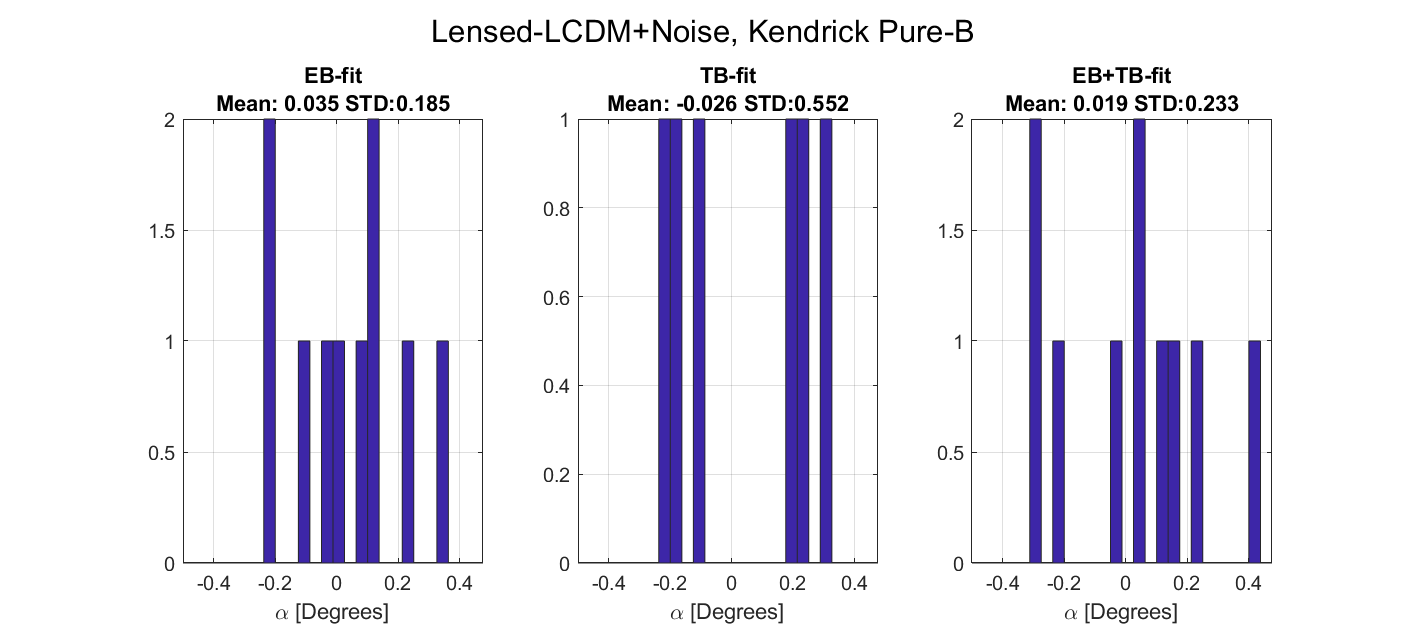 Lensed-LCDM+Noise, Kendrick Pure-B
EB-fit
Mean: 0.035 STD:0.185
2
1.5
1
0.5
0
-0.4 -0.2 0 0.2 0.4
α [Degrees]
TB-fit
Mean: -0.026 STD:0.552
1
0.8
0.6
0.4
0.2
0
-0.4 -0.2 0 0.2 0.4
α [Degrees]
EB+TB-fit
Mean: 0.019 STD:0.233
2
1.5
1
0.5
0
-0.4 -0.2 0 0.2 0.4
α [Degrees]